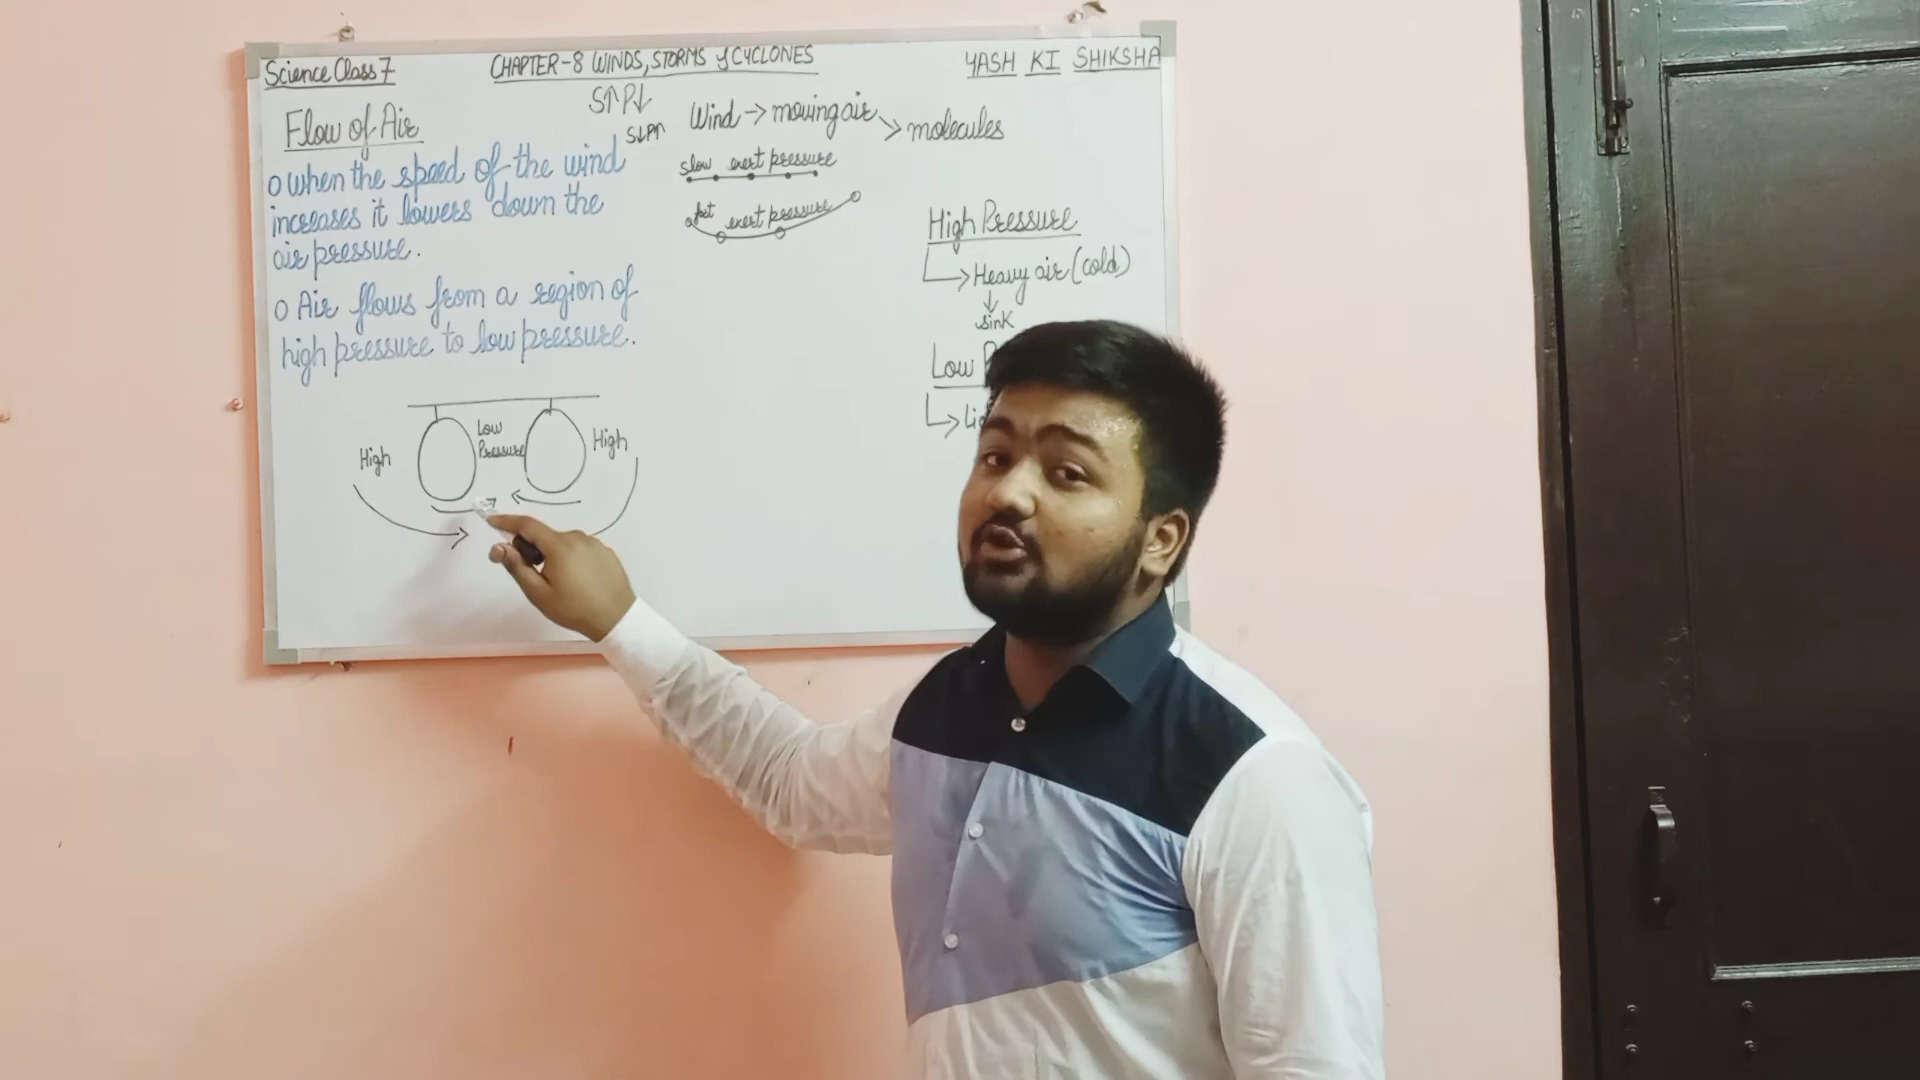 Science Class 7
CHAPTER-8 WINDS, STORMS & CYCLONES
YASH KI SHIKSHA
S↑P↓
S↓P↑
Flow of Air
o when the speed of the wind
increases it lowers down the
air pressure.
o Air flows from a region of
high pressure to low pressure.
High
Low
Pressure
High
Wind → moving air → molecules
slow exert pressure
fast exert pressure
High Pressure
→ Heavy air (cold)
↓
sink
Low